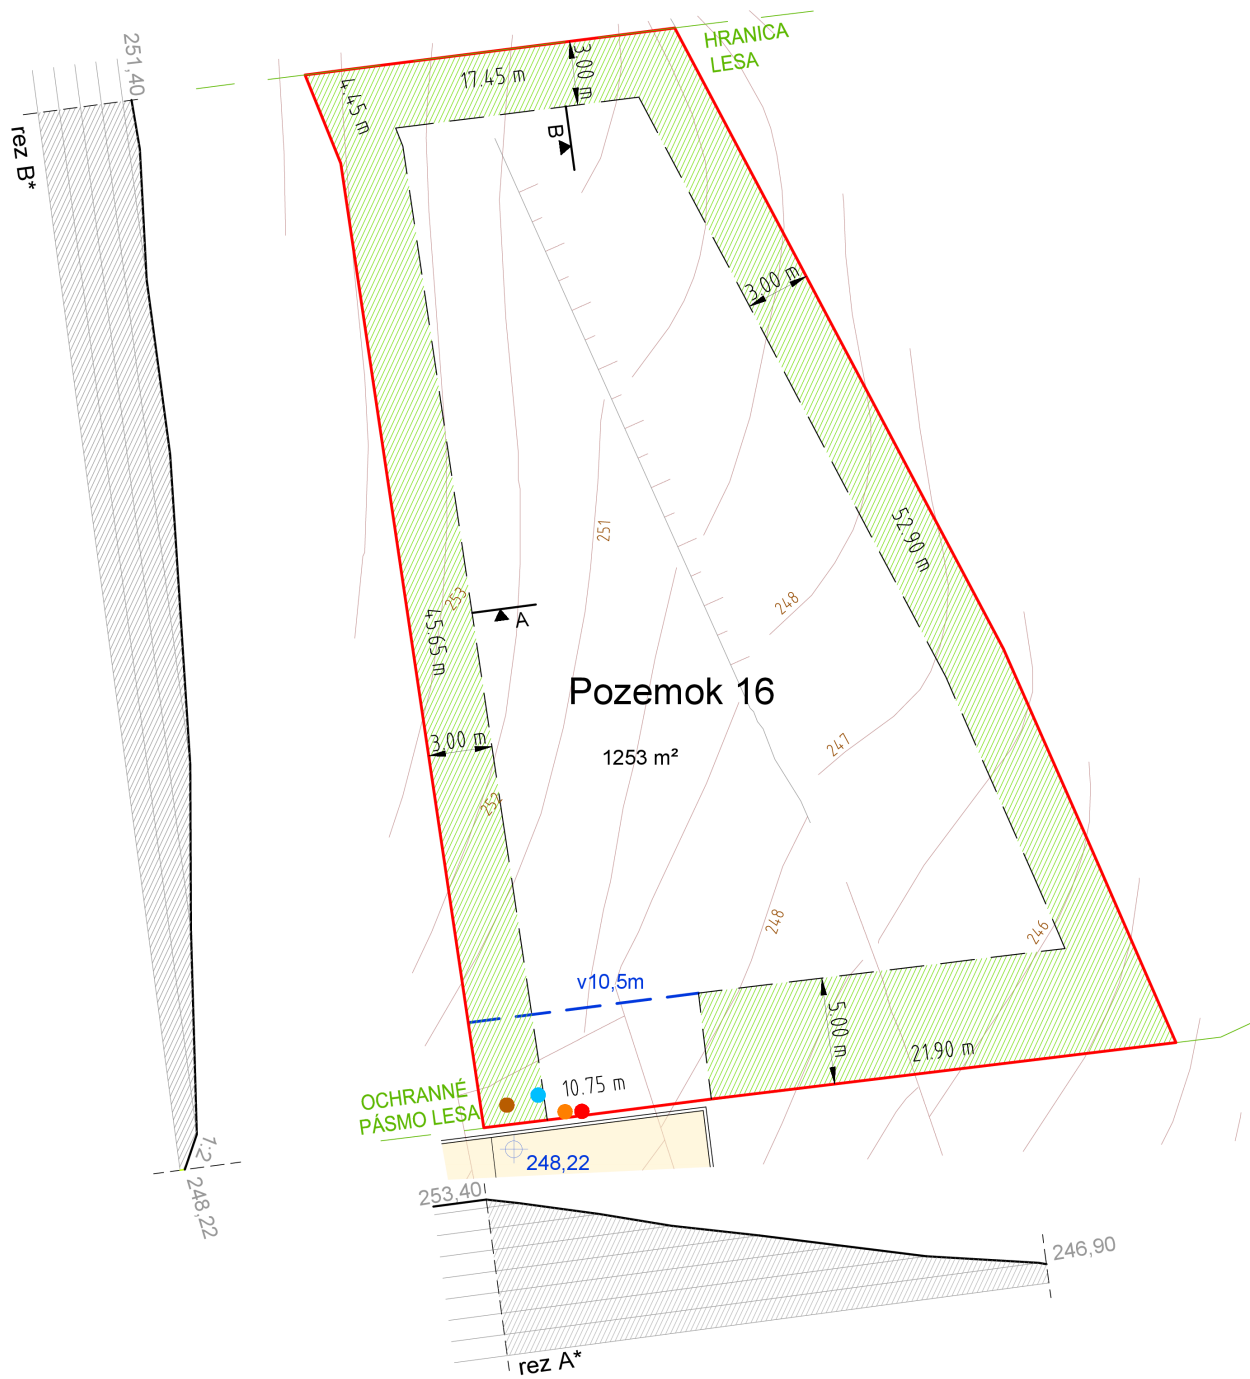 251,40
rez B*
HRANICA
LESA
17.45 m
3.00 m
4.45 m
B
3.00 m
52.90 m
251
248
253
A
45.65 m
Pozemok 16
1253 m²
3.00 m
247
252
248
246
v10,5m
5.00 m
21.90 m
10.75 m
OCHRANNÉ
PÁSMO LESA
248,22
1:2
248,22
253,40
246,90
rez A*